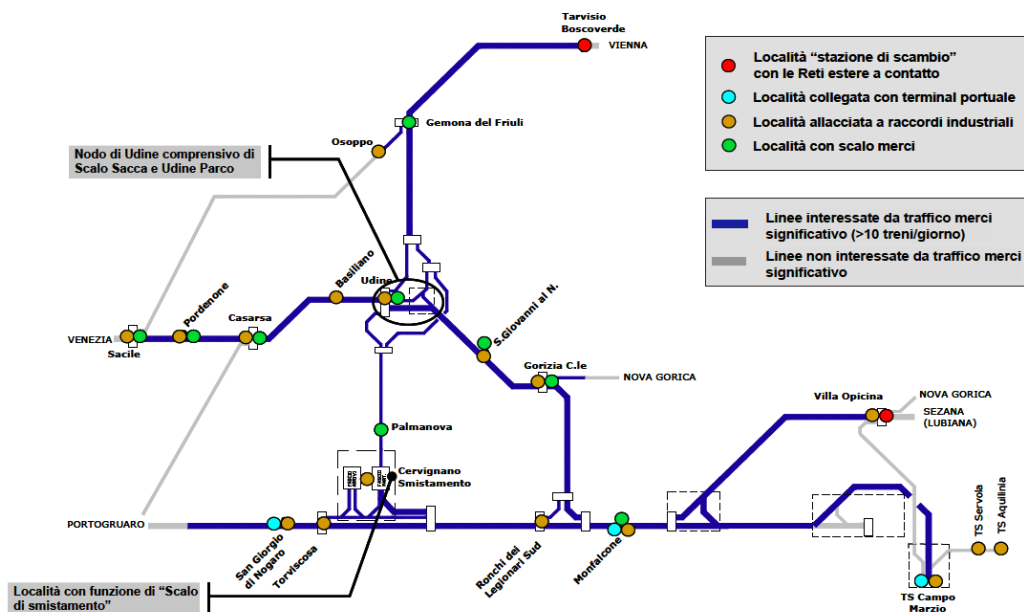 Tarvisio
Boscoverde
VIENNA
Località “stazione di scambio”
con le Reti estere a contatto
Località collegata con terminal portuale
Località allacciata a raccordi industriali
Località con scalo merci
Gemona del Friuli
Osoppo
Nodo di Udine comprensivo di
Scalo Sacca e Udine Parco
Linee interessate da traffico merci
significativo (>10 treni/giorno)
Linee non interessate da traffico merci
significativo
Basiliano
Udine
Pordenone
Casarsa
VENEZIA
Sacile
S.Giovanni al N.
Gorizia C.le
NOVA GORICA
Villa Opicina
NOVA GORICA
SEZANA
(LUBIANA)
Palmanova
Cervignano
Smistamento
PORTOGRUARO
San Giorgio
di Nogaro
Torviscosa
Ronchi dei
Legionari Sud
Monfalcone
TS Servola
TS Aquilinia
Località con funzione di “Scalo
di smistamento”
TS Campo
Marzio